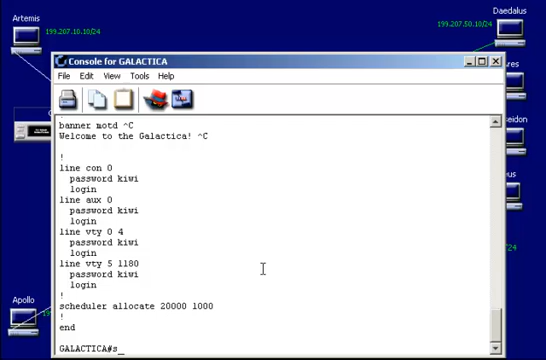 Artemis
199.207.10.10/24
Daedalus
199.207.50.10/24
Console for GALACTICA
File Edit View Tools Help
banner motd ^C
Welcome to the Galactica! ^C
!
line con 0
password kiwi
login
line aux 0
password kiwi
login
line vty 0 4
password kiwi
login
line vty 5 1180
password kiwi
login
!
scheduler allocate 20000 1000
!
end
GALACTICA#s_
Ares
seidon
/24
Apollo